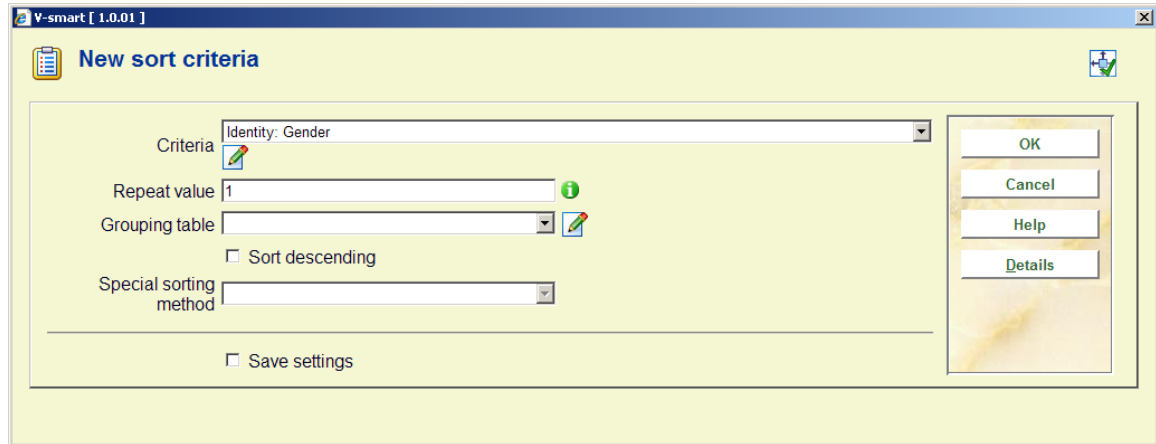 V-smart [ 1.0.01 ]
New sort criteria
Criteria Identity: Gender
Repeat value 1
Grouping table
Sort descending
Special sorting
method
Save settings
OK
Cancel
Help
Details